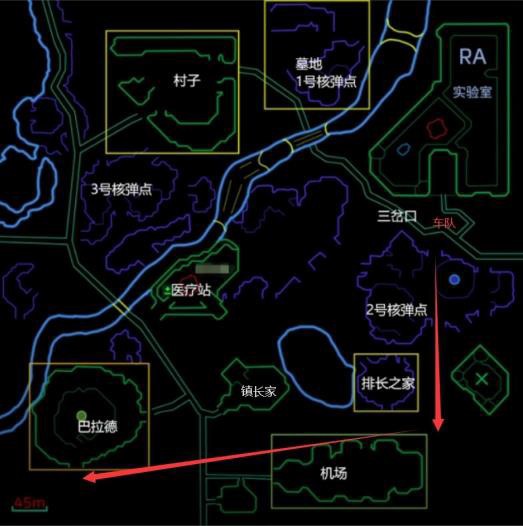 RA
实验室
村子
墓地
1号核弹点
3号核弹点
三岔口
车队
医疗站
2号核弹点
排长之家
镇长家
巴拉德
机场
45m